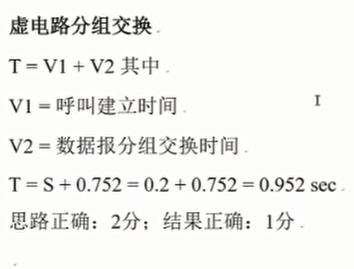 虚电路分组交换
T = V1 + V2 其中
V1 = 呼叫建立时间
V2 = 数据报分组交换时间
T = S + 0.752 = 0.2 + 0.752 = 0.952 sec
思路正确：2分；结果正确：1分